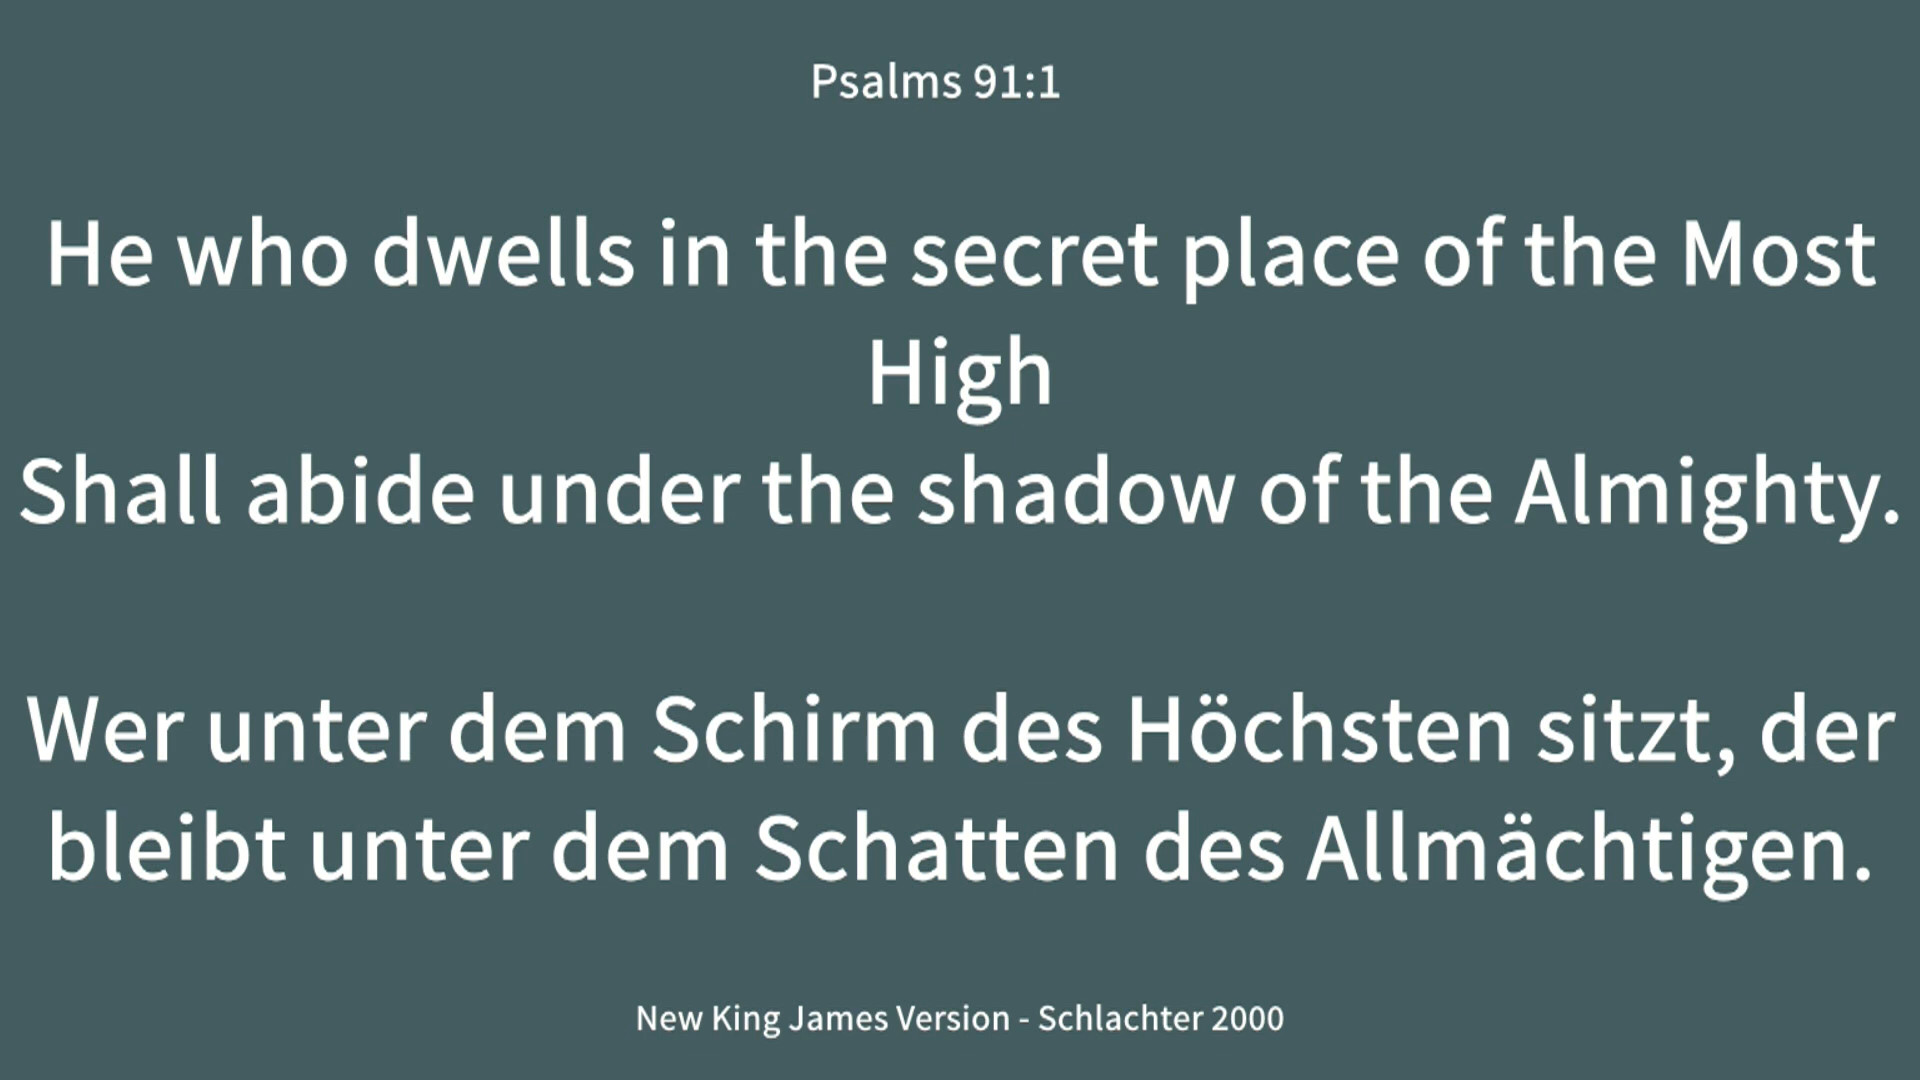 Psalms 91:1
He who dwells in the secret place of the Most
High
Shall abide under the shadow of the Almighty.
Wer unter dem Schirm des Höchsten sitzt, der
bleibt unter dem Schatten des Allmächtigen.
New King James Version - Schlachter 2000